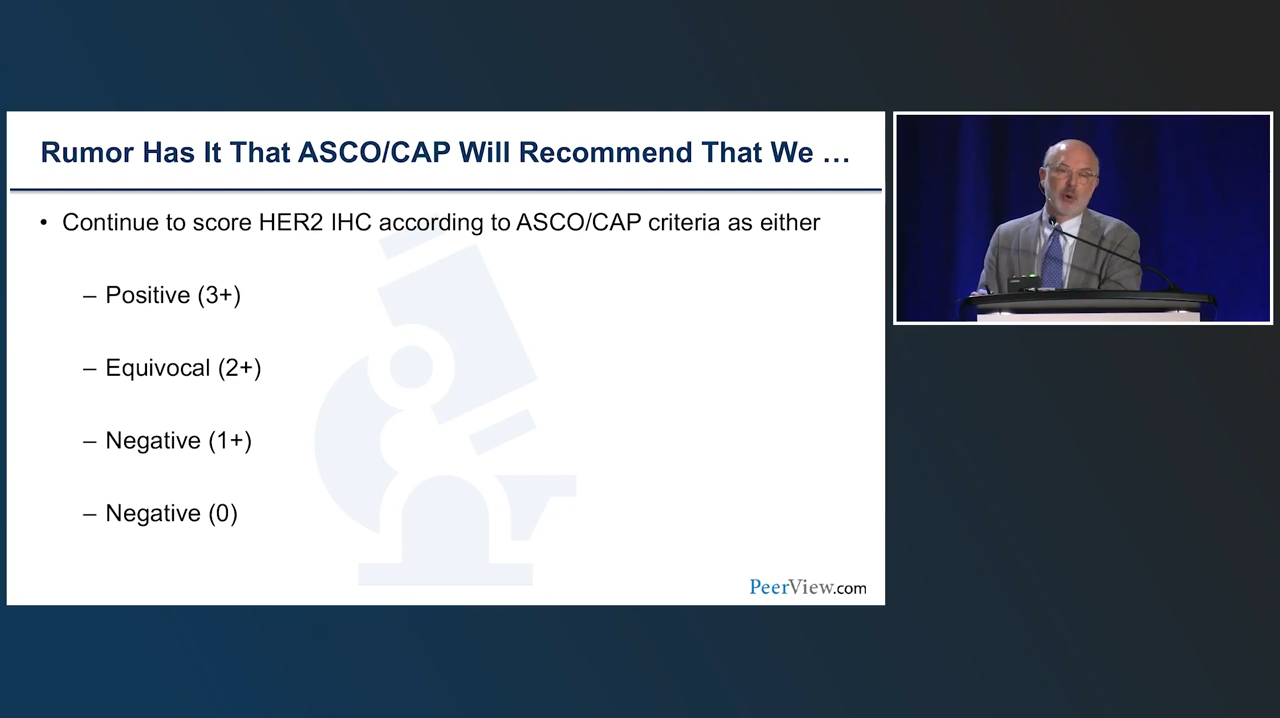 Rumor Has It That ASCO/CAP Will Recommend That We …
• Continue to score HER2 IHC according to ASCO/CAP criteria as either
– Positive (3+)
– Equivocal (2+)
– Negative (1+)
– Negative (0)
PeerView.com